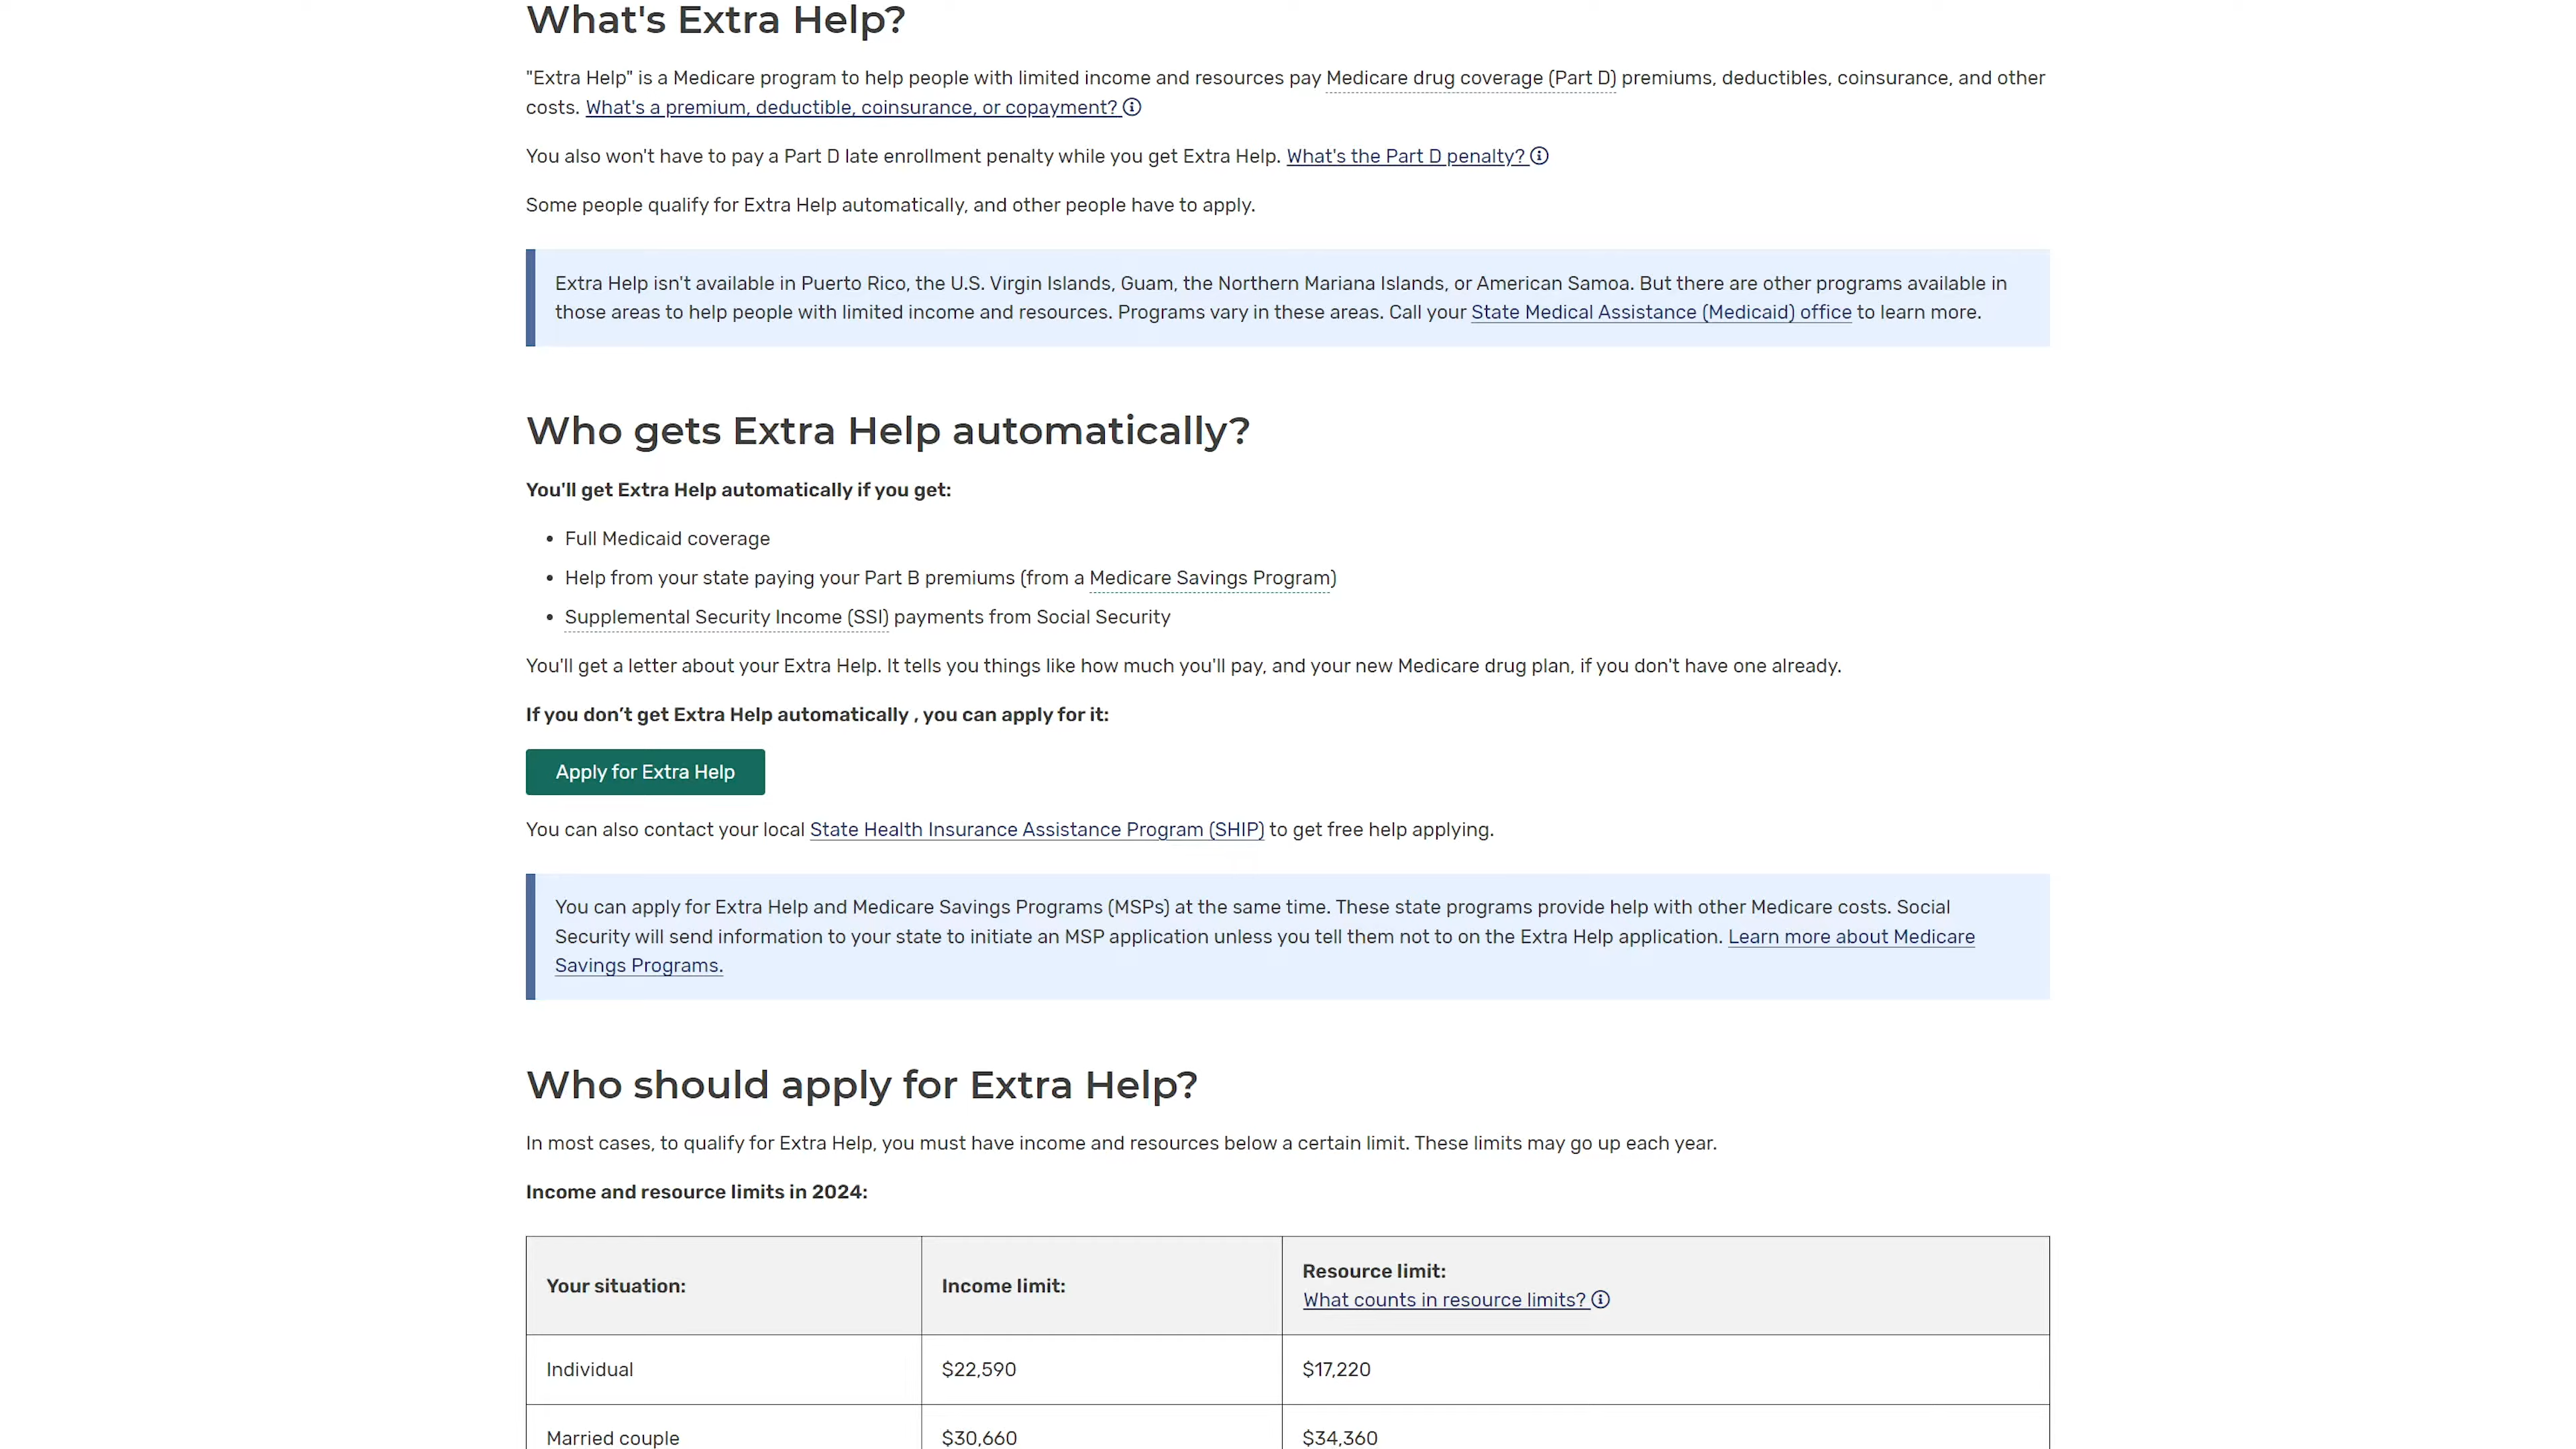 What's Extra Help?
"Extra Help" is a Medicare program to help people with limited income and resources pay Medicare drug coverage (Part D) premiums, deductibles, coinsurance, and other
costs. What's a premium, deductible, coinsurance, or copayment?
You also won't have to pay a Part D late enrollment penalty while you get Extra Help. What's the Part D penalty?
Some people qualify for Extra Help automatically, and other people have to apply.
Extra Help isn't available in Puerto Rico, the U.S. Virgin Islands, Guam, the Northern Mariana Islands, or American Samoa. But there are other programs available in
those areas to help people with limited income and resources. Programs vary in these areas. Call your State Medical Assistance (Medicaid) office to learn more.
Who gets Extra Help automatically?
You'll get Extra Help automatically if you get:
• Full Medicaid coverage
• Help from your state paying your Part B premiums (from a Medicare Savings Program)
• Supplemental Security Income (SSI) payments from Social Security
You'll get a letter about your Extra Help. It tells you things like how much you'll pay, and your new Medicare drug plan, if you don't have one already.
If you don’t get Extra Help automatically , you can apply for it:
Apply for Extra Help
You can also contact your local State Health Insurance Assistance Program (SHIP) to get free help applying.
You can apply for Extra Help and Medicare Savings Programs (MSPs) at the same time. These state programs provide help with other Medicare costs. Social
Security will send information to your state to initiate an MSP application unless you tell them not to on the Extra Help application. Learn more about Medicare
Savings Programs.
Who should apply for Extra Help?
In most cases, to qualify for Extra Help, you must have income and resources below a certain limit. These limits may go up each year.
Income and resource limits in 2024:
Your situation: Income limit: Resource limit:
What counts in resource limits?
Individual $22,590 $17,220
Married couple $30,660 $34,360